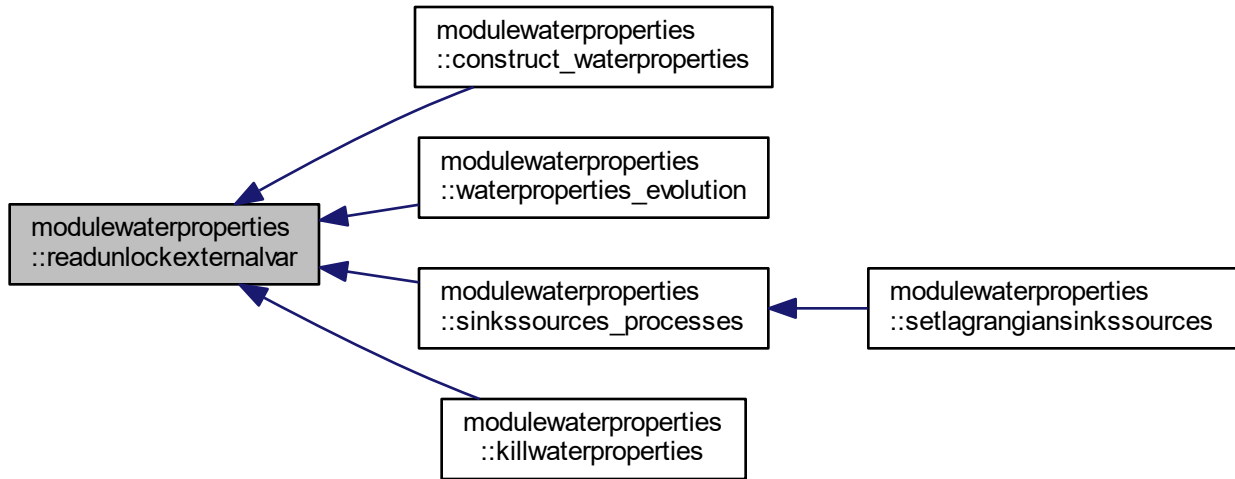 modulewaterproperties
::construct_waterproperties
modulewaterproperties
::waterproperties_evolution
modulewaterproperties
::readunlockexternalvar
modulewaterproperties
::sinkssources_processes
modulewaterproperties
::setlagrangiansinkssources
modulewaterproperties
::killwaterproperties